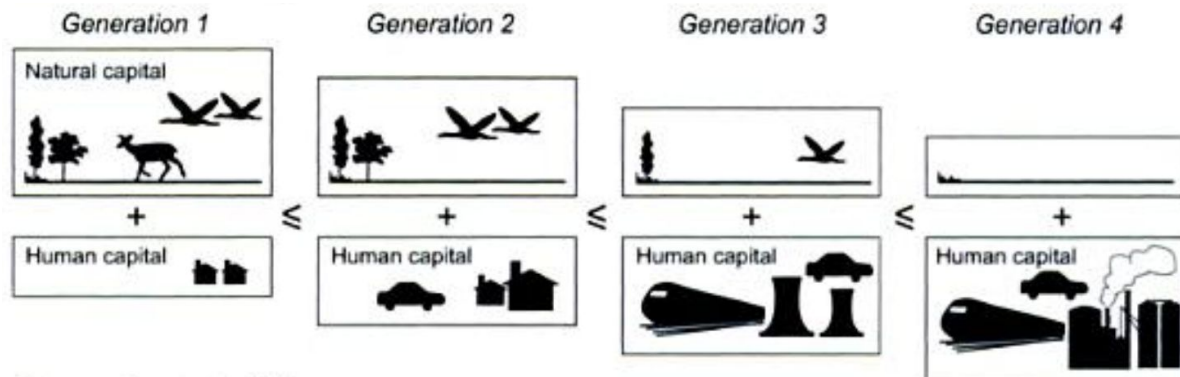 Generation 1 Generation 2 Generation 3 Generation 4
Natural capital
+ ≤ + ≤ + ≤ +
Human capital Human capital Human capital Human capital